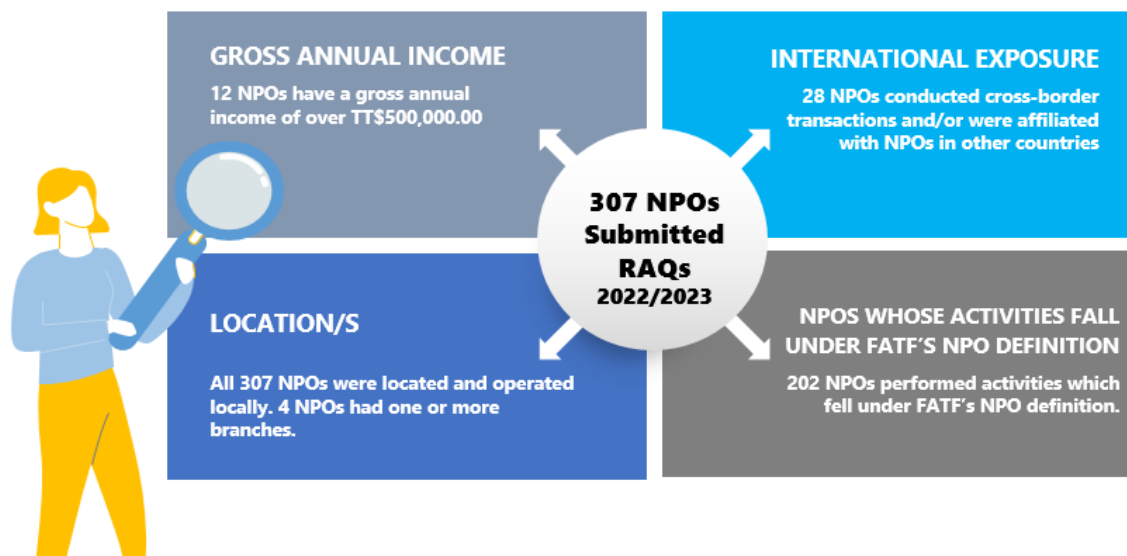 GROSS ANNUAL INCOME
12 NPOs have a gross annual
income of over TT$500,000.00
INTERNATIONAL EXPOSURE
28 NPOs conducted cross-border
transactions and/or were affiliated
with NPOs in other countries
307 NPOs
Submitted
RAQs
2022/2023
LOCATION/S
All 307 NPOs were located and operated
locally. 4 NPOs had one or more
branches.
NPOS WHOSE ACTIVITIES FALL
UNDER FATF’S NPO DEFINITION
202 NPOs performed activities which
fell under FATF’s NPO definition.